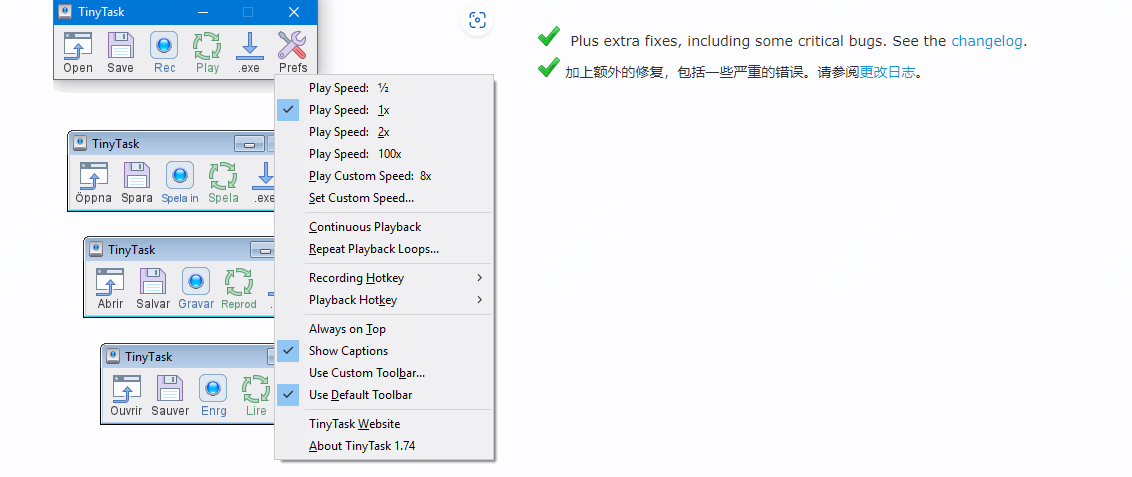 TinyTask
Open Save Rec Play .exe Prefs
Play Speed: ½
Play Speed: 1x
Play Speed: 2x
Play Speed: 100x
Play Custom Speed: 8x
Set Custom Speed...
Continuous Playback
Repeat Playback Loops...
Recording Hotkey
Playback Hotkey
Always on Top
Show Captions
Use Custom Toolbar...
Use Default Toolbar
TinyTask Website
About TinyTask 1.74
TinyTask
Öppna Spara Spela in Spela .exe
TinyTask
Abrir Salvar Gravar Reprod
TinyTask
Ouvrir Sauver Enrg Lire
Plus extra fixes, including some critical bugs. See the changelog.
加上额外的修复，包括一些严重的错误。请参阅更改日志。